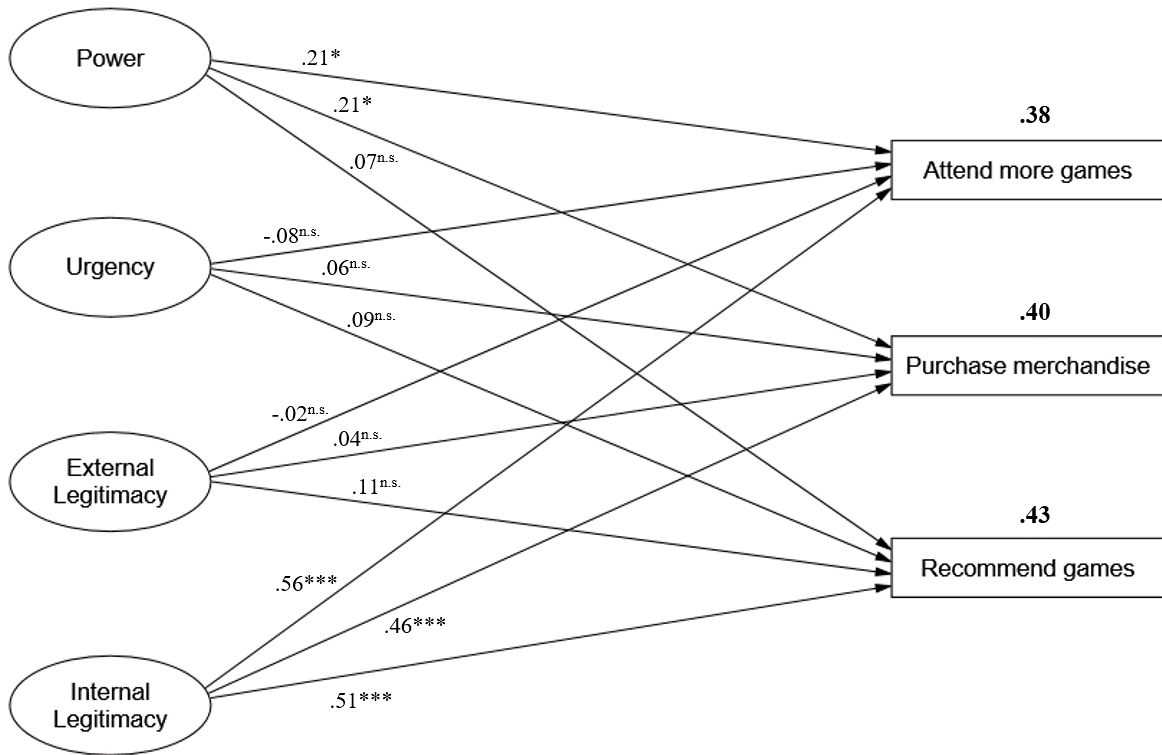 Power
.21*
.21*
.07n.s.
.38
Attend more games
Urgency
-.08n.s.
.06n.s.
.09n.s.
.40
Purchase merchandise
External
Legitimacy
-.02n.s.
.04n.s.
.11n.s.
.43
Recommend games
Internal
Legitimacy
.56***
.46***
.51***